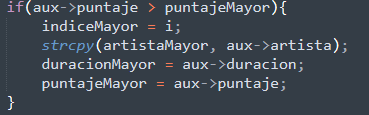 if(aux->puntaje > puntajeMayor){
indiceMayor = i;
strcpy(artistaMayor, aux->artista);
duracionMayor = aux->duracion;
puntajeMayor = aux->puntaje;
}